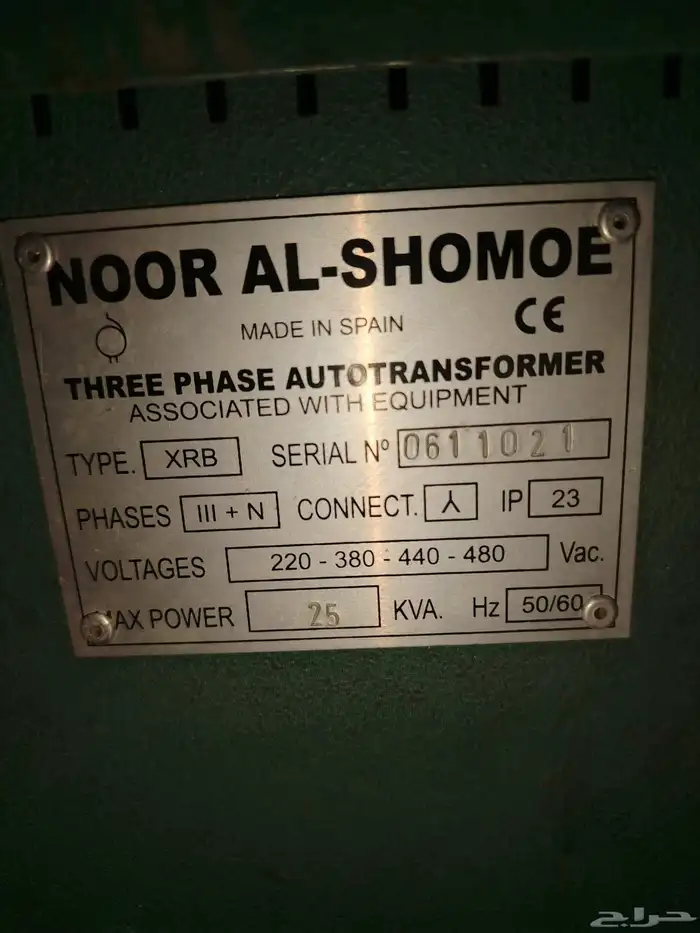 NOOR AL-SHOMOE
MADE IN SPAIN CE
THREE PHASE AUTOTRANSFORMER
ASSOCIATED WITH EQUIPMENT
TYPE. XRB SERIAL Nº 0611021
PHASES III + N CONNECT. IP 23
VOLTAGES 220 - 380 - 440 - 480 Vac.
MAX POWER 25 KVA. Hz 50/60
حراج